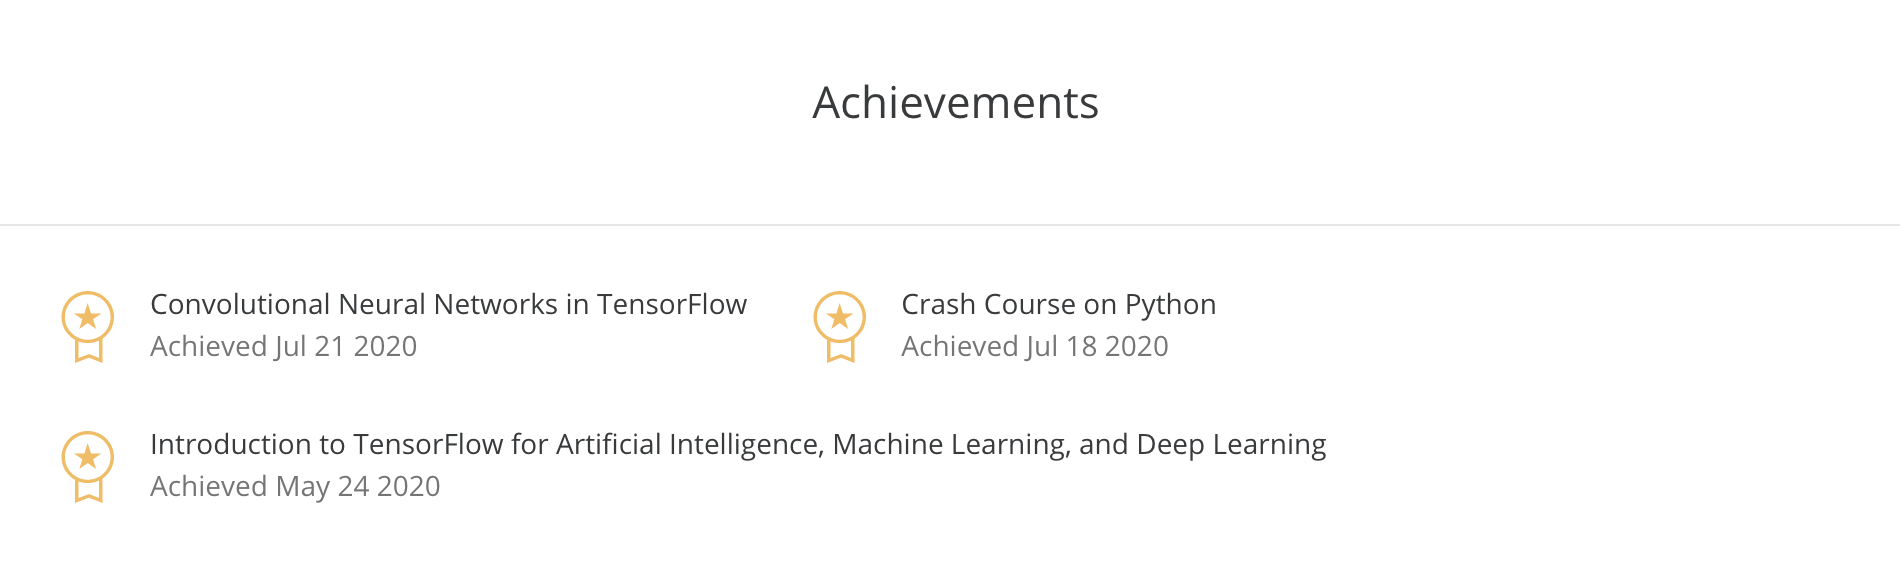 Achievements
Convolutional Neural Networks in TensorFlow
Achieved Jul 21 2020
Crash Course on Python
Achieved Jul 18 2020
Introduction to TensorFlow for Artificial Intelligence, Machine Learning, and Deep Learning
Achieved May 24 2020